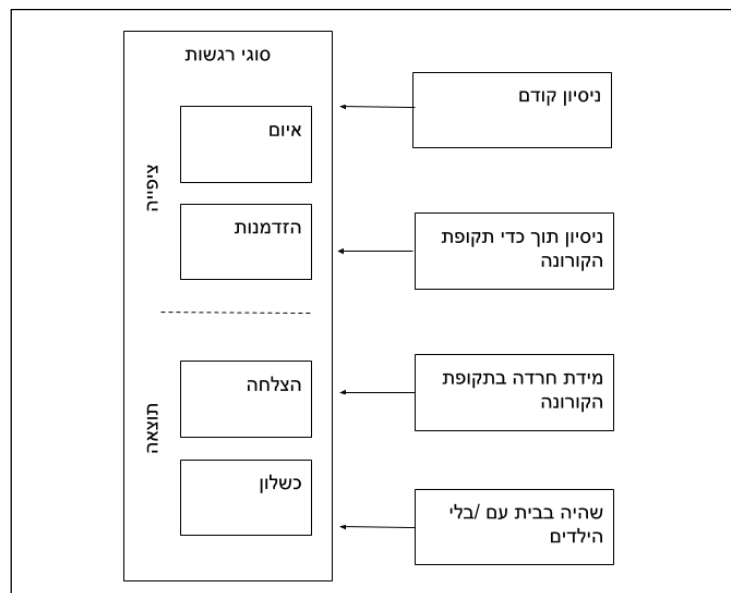 סוגי רגשות
ניסיון קודם
איום
ציפייה
הזדמנות
ניסיון תוך כדי תקופת
הקורונה
הצלחה
מידת חרדה בתקופת
הקורונה
תוצאה
כשלון
שהיה בבית עם /בלי
הילדים